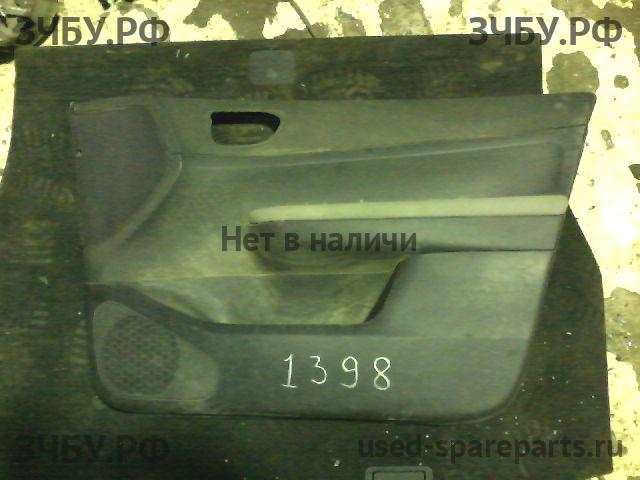 ЗЧБУ.РФ
ЗЧБУ.РФ
Нет в наличи
1398
ЗЧБУ.РФ
used-spareparts.ru